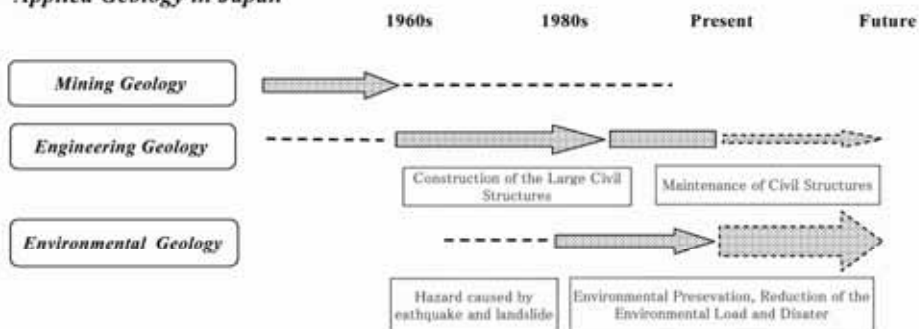 Applied Geology in Japan
1960s 1980s Present Future
Mining Geology
Engineering Geology
Construction of the Large Civil
Structures
Maintenance of Civil Structures
Environmental Geology
Hazard caused by
eathquake and landslide
Environmental Presevation, Reduction of the
Environmental Load and Disater